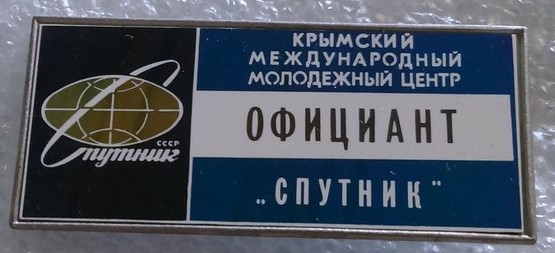 СССР
Спутник
КРЫМСКИЙ
МЕЖДУНАРОДНЫЙ
МОЛОДЕЖНЫЙ ЦЕНТР
ОФИЦИАНТ
„СПУТНИК"